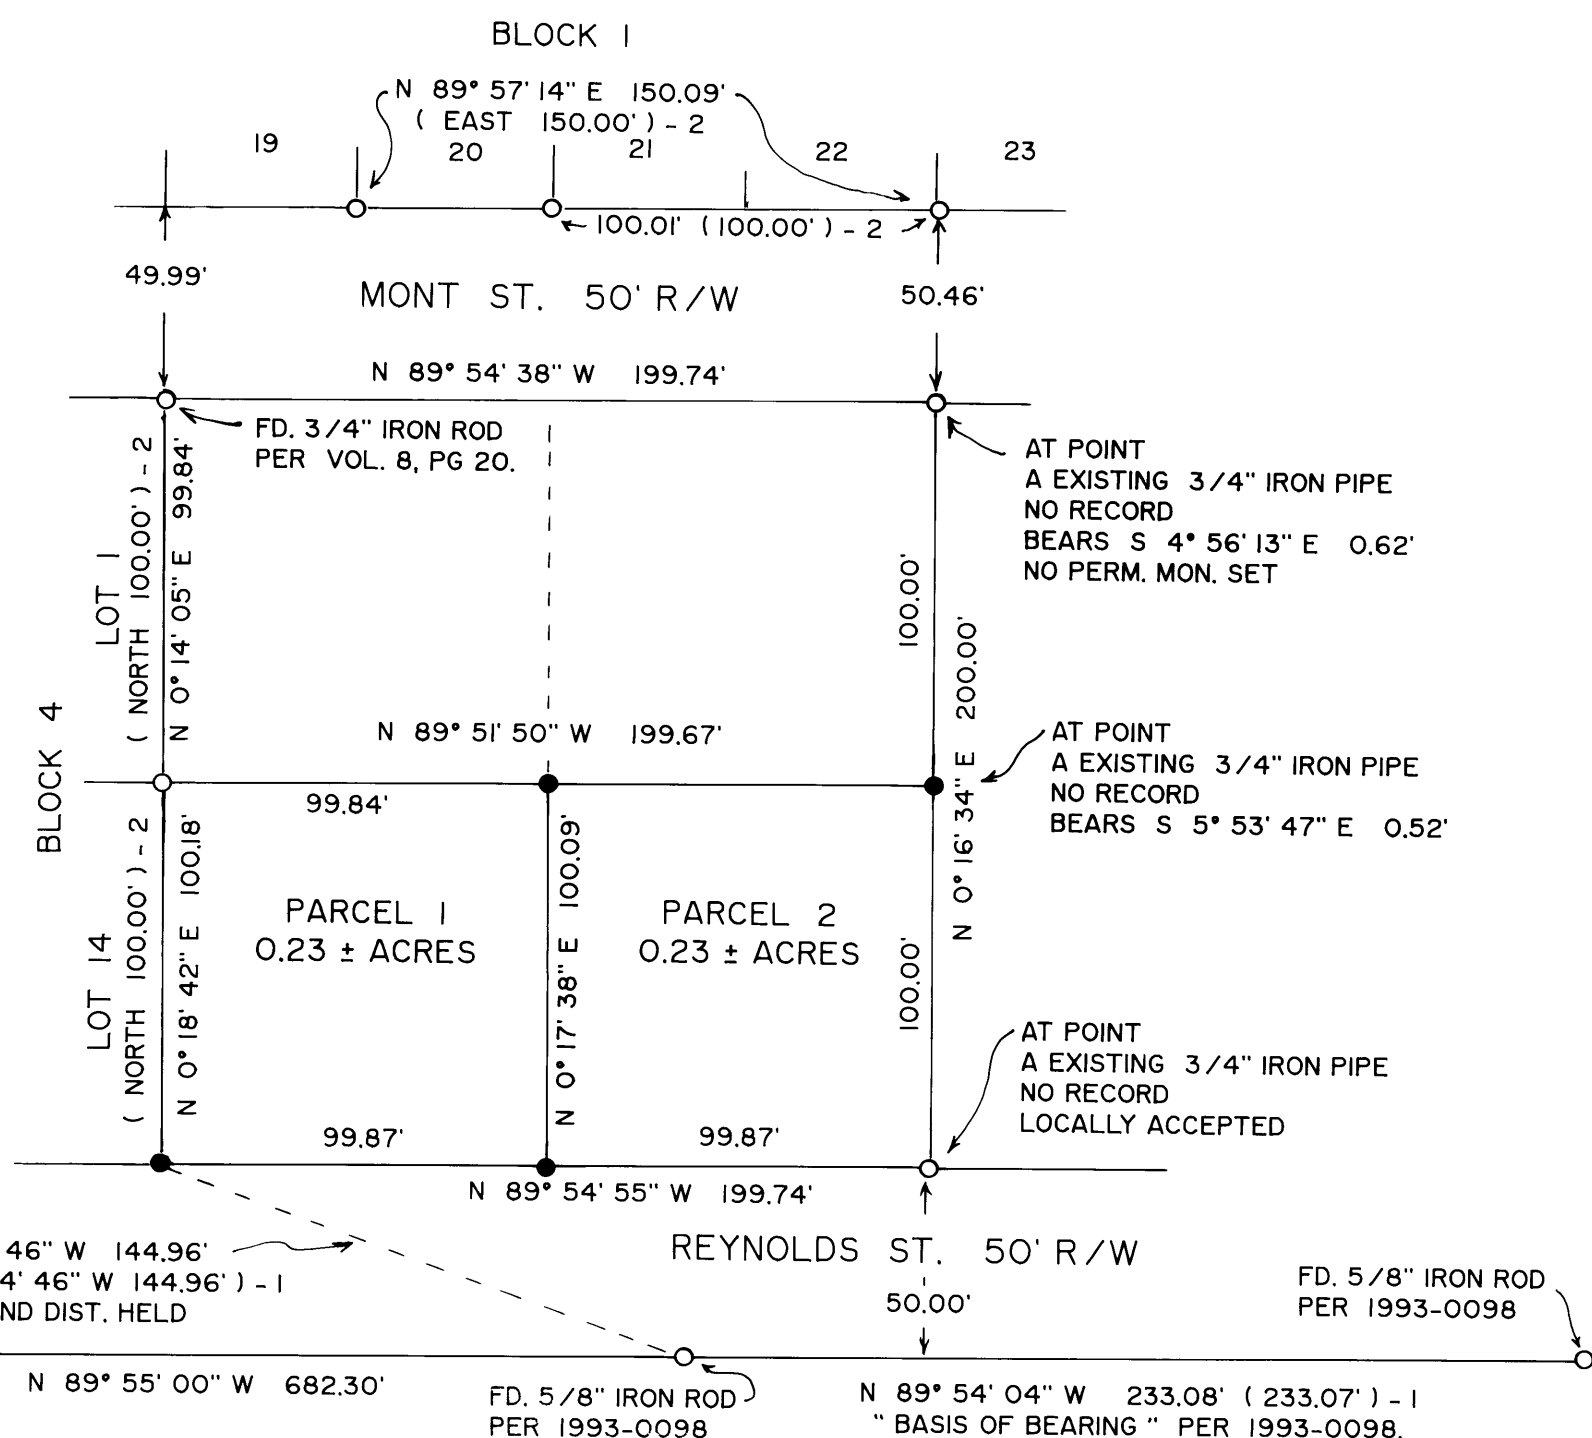 BLOCK 1
N 89° 57' 14" E 150.09'
( EAST 150.00' ) - 2
19
20
21
22
23
100.01' ( 100.00' ) - 2
49.99'
MONT ST. 50' R/W
50.46'
N 89° 54' 38" W 199.74'
FD. 3/4" IRON ROD
PER VOL. 8, PG 20.
AT POINT
A EXISTING 3/4" IRON PIPE
NO RECORD
BEARS S 4° 56' 13" E 0.62'
NO PERM. MON. SET
LOT 1
( NORTH 100.00' ) - 2
N 0° 14' 05" E 99.84'
100.00'
N 0° 16' 34" E 200.00'
BLOCK 4
N 89° 51' 50" W 199.67'
AT POINT
A EXISTING 3/4" IRON PIPE
NO RECORD
BEARS S 5° 53' 47" E 0.52'
99.84'
LOT 14
( NORTH 100.00' ) - 2
N 0° 18' 42" E 100.18'
PARCEL 1
0.23 ± ACRES
N 0° 17' 38" E 100.09'
PARCEL 2
0.23 ± ACRES
100.00'
AT POINT
A EXISTING 3/4" IRON PIPE
NO RECORD
LOCALLY ACCEPTED
99.87'
99.87'
N 89° 54' 55" W 199.74'
46" W 144.96'
4' 46" W 144.96' ) - 1
ND DIST. HELD
REYNOLDS ST. 50' R/W
50.00'
FD. 5/8" IRON ROD
PER 1993-0098
N 89° 55' 00" W 682.30'
FD. 5/8" IRON ROD
PER 1993-0098
N 89° 54' 04" W 233.08' ( 233.07' ) - 1
" BASIS OF BEARING " PER 1993-0098.